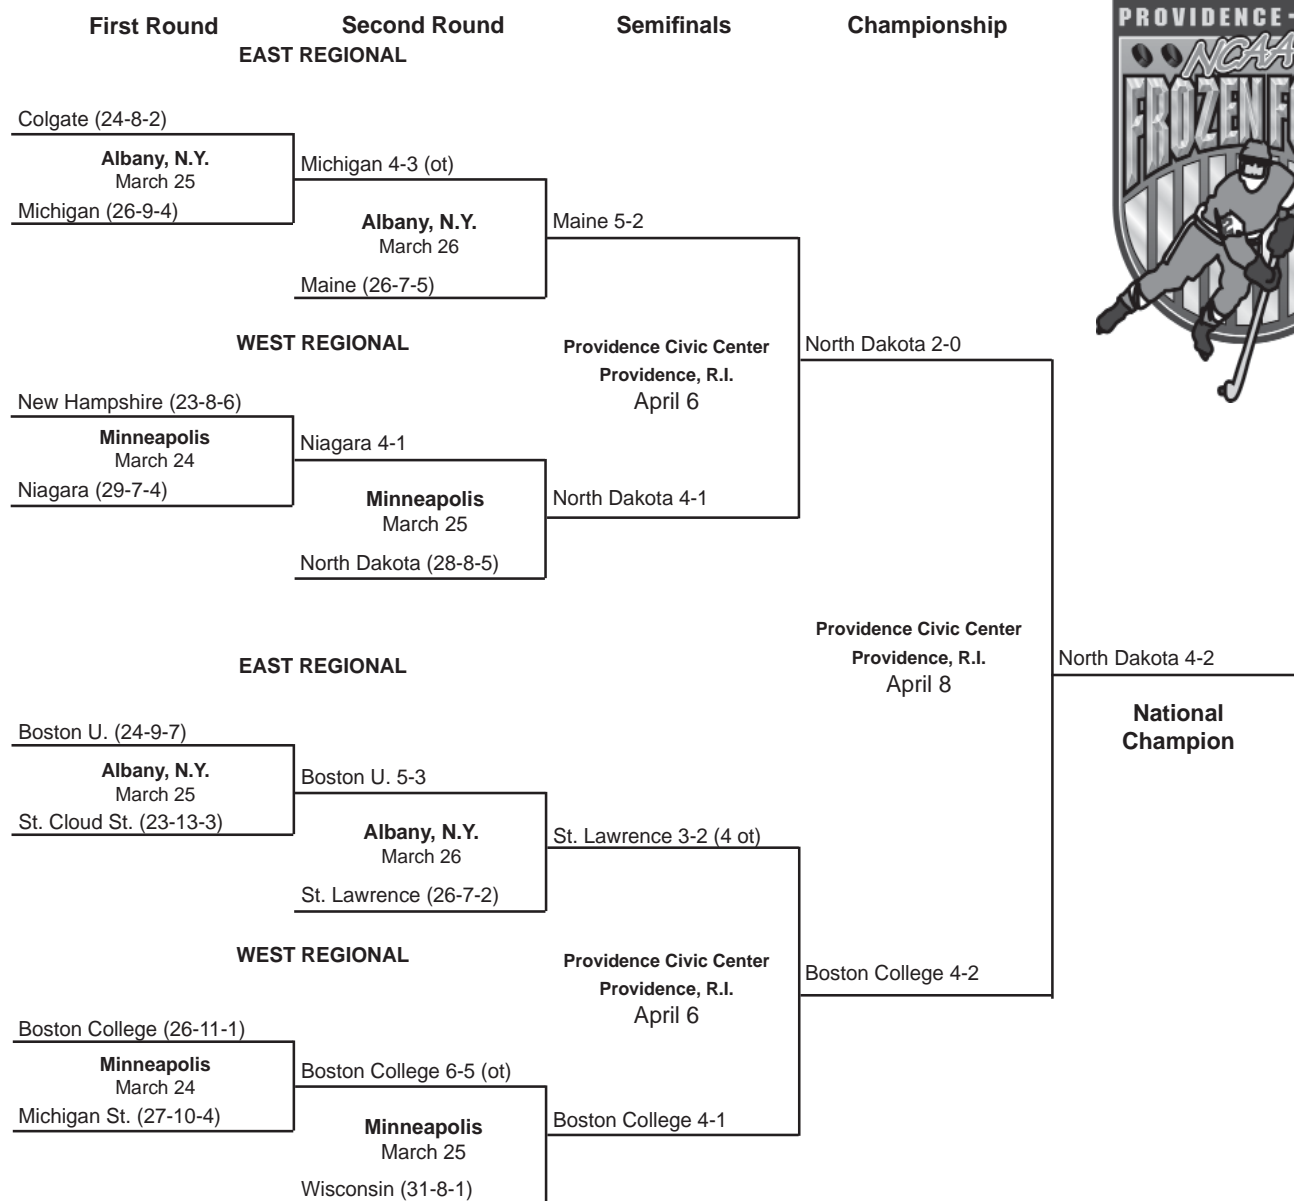 First Round Second Round Semifinals Championship
EAST REGIONAL
Colgate (24-8-2)
Albany, N.Y.
March 25
Michigan (26-9-4)
Michigan 4-3 (ot)
Albany, N.Y.
March 26
Maine (26-7-5)
Maine 5-2
WEST REGIONAL
New Hampshire (23-8-6)
Minneapolis
March 24
Niagara (29-7-4)
Niagara 4-1
Minneapolis
March 25
North Dakota (28-8-5)
North Dakota 4-1
Providence Civic Center
Providence, R.I.
April 6
North Dakota 2-0
EAST REGIONAL
Boston U. (24-9-7)
Albany, N.Y.
March 25
St. Cloud St. (23-13-3)
Boston U. 5-3
Albany, N.Y.
March 26
St. Lawrence (26-7-2)
St. Lawrence 3-2 (4 ot)
WEST REGIONAL
Boston College (26-11-1)
Minneapolis
March 24
Michigan St. (27-10-4)
Boston College 6-5 (ot)
Minneapolis
March 25
Wisconsin (31-8-1)
Boston College 4-1
Providence Civic Center
Providence, R.I.
April 6
Boston College 4-2
Providence Civic Center
Providence, R.I.
April 8
North Dakota 4-2
National
Champion
PROVIDENCE
NCAA
FROZEN